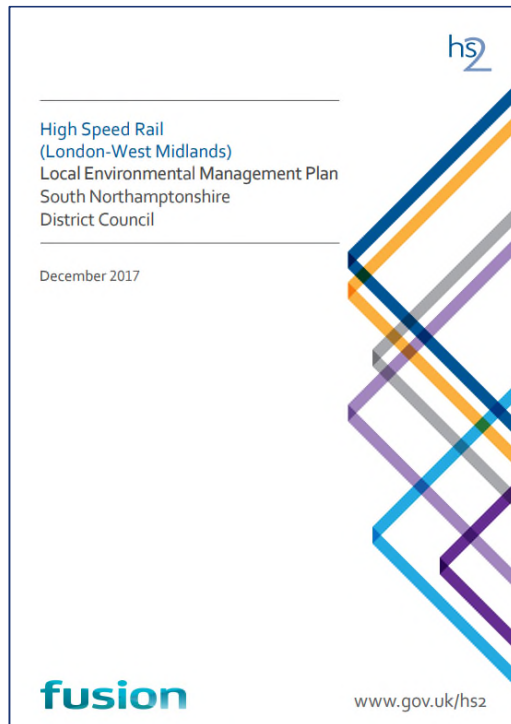 hs2
High Speed Rail
(London-West Midlands)
Local Environmental Management Plan
South Northamptonshire
District Council
December 2017
fusion
www.gov.uk/hs2